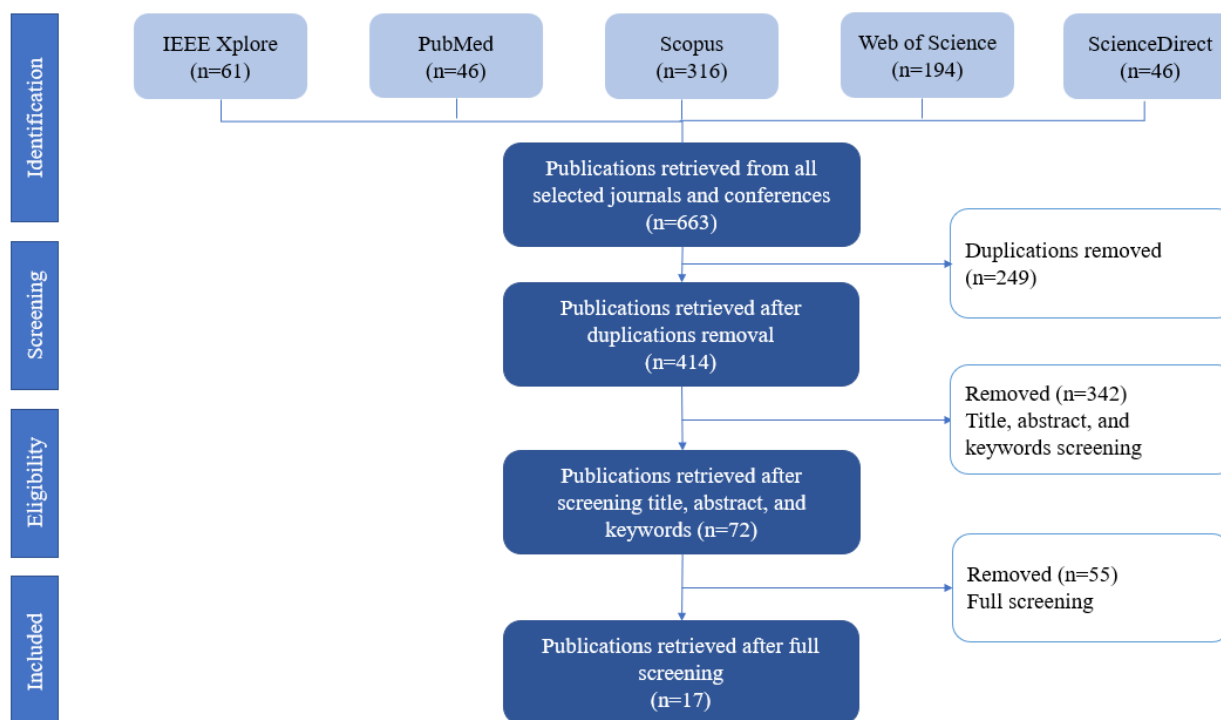 Identification
IEEE Xplore
(n=61)
PubMed
(n=46)
Scopus
(n=316)
Web of Science
(n=194)
ScienceDirect
(n=46)
Publications retrieved from all
selected journals and conferences
(n=663)
Screening
Duplications removed
(n=249)
Publications retrieved after
duplications removal
(n=414)
Removed (n=342)
Title, abstract, and
keywords screening
Eligibility
Publications retrieved after
screening title, abstract, and
keywords (n=72)
Removed (n=55)
Full screening
Included
Publications retrieved after full
screening
(n=17)